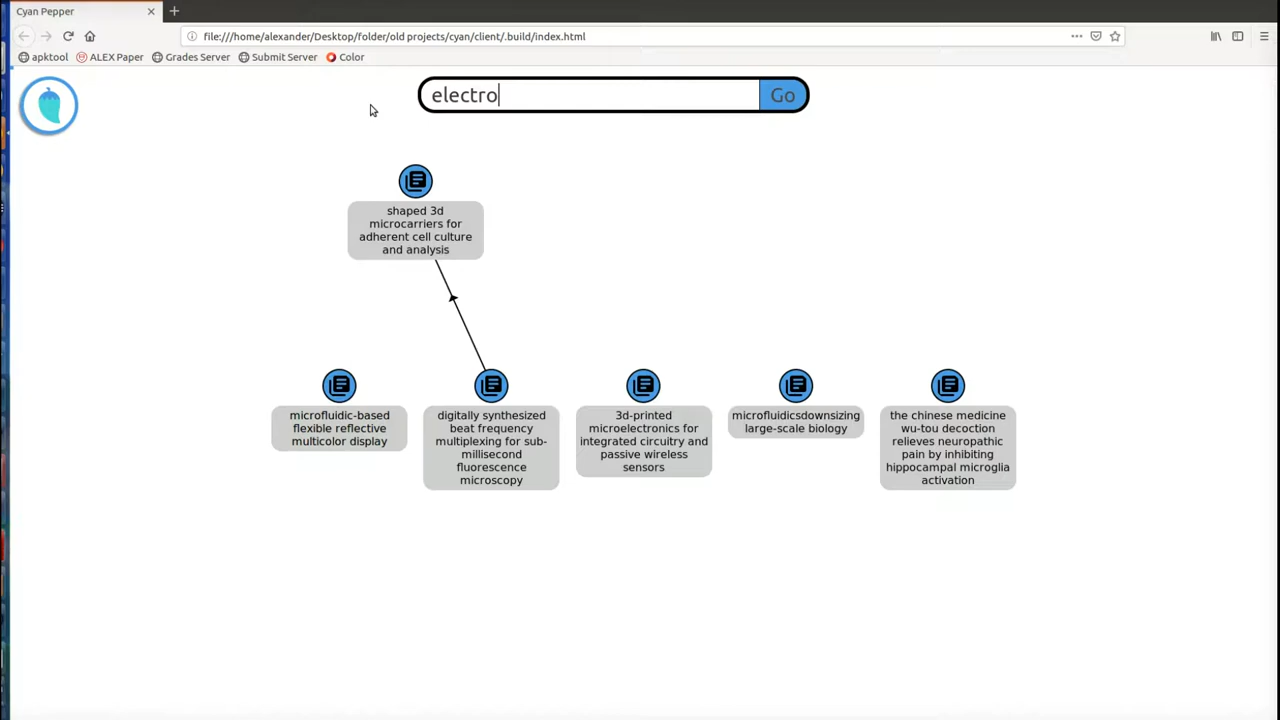 Cyan Pepper
file:///home/alexander/Desktop/folder/old projects/cyan/client/.build/index.html
apktool
ALEX Paper
Grades Server
Submit Server
Color
electro
Go
shaped 3d
microcarriers for
adherent cell culture
and analysis
microfluidic-based
flexible reflective
multicolor display
digitally synthesized
beat frequency
multiplexing for sub-
millisecond
fluorescence
microscopy
3d-printed
microelectronics for
integrated circuitry and
passive wireless
sensors
microfluidicsdownsizing
large-scale biology
the chinese medicine
wu-tou decoction
relieves neuropathic
pain by inhibiting
hippocampal microglia
activation